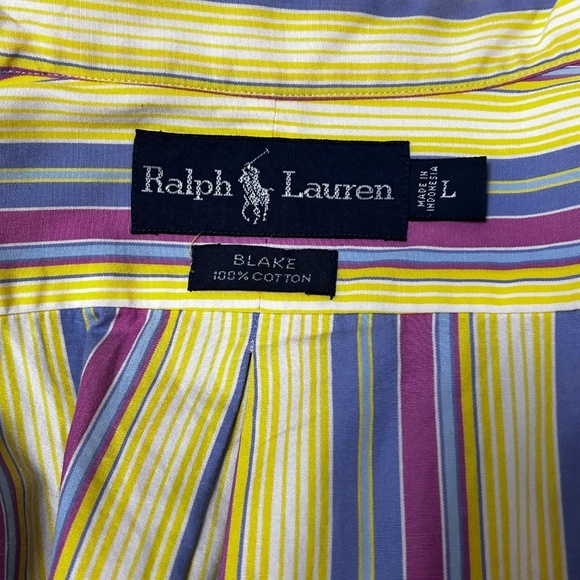 Ralph Lauren
MADE IN
INDONESIA
L
BLAKE
100% COTTON